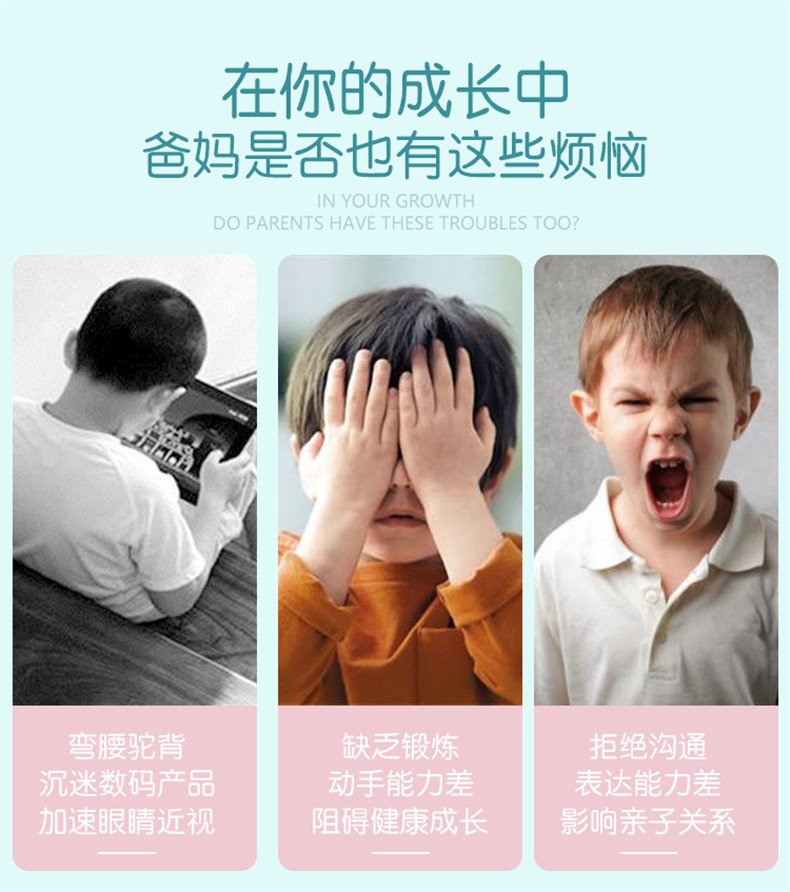 在你的成长中
爸妈是否也有这些烦恼
IN YOUR GROWTH
DO PARENTS HAVE THESE TROUBLES TOO?
弯腰驼背
沉迷数码产品
加速眼睛近视
缺乏锻炼
动手能力差
阻碍健康成长
拒绝沟通
表达能力差
影响亲子关系